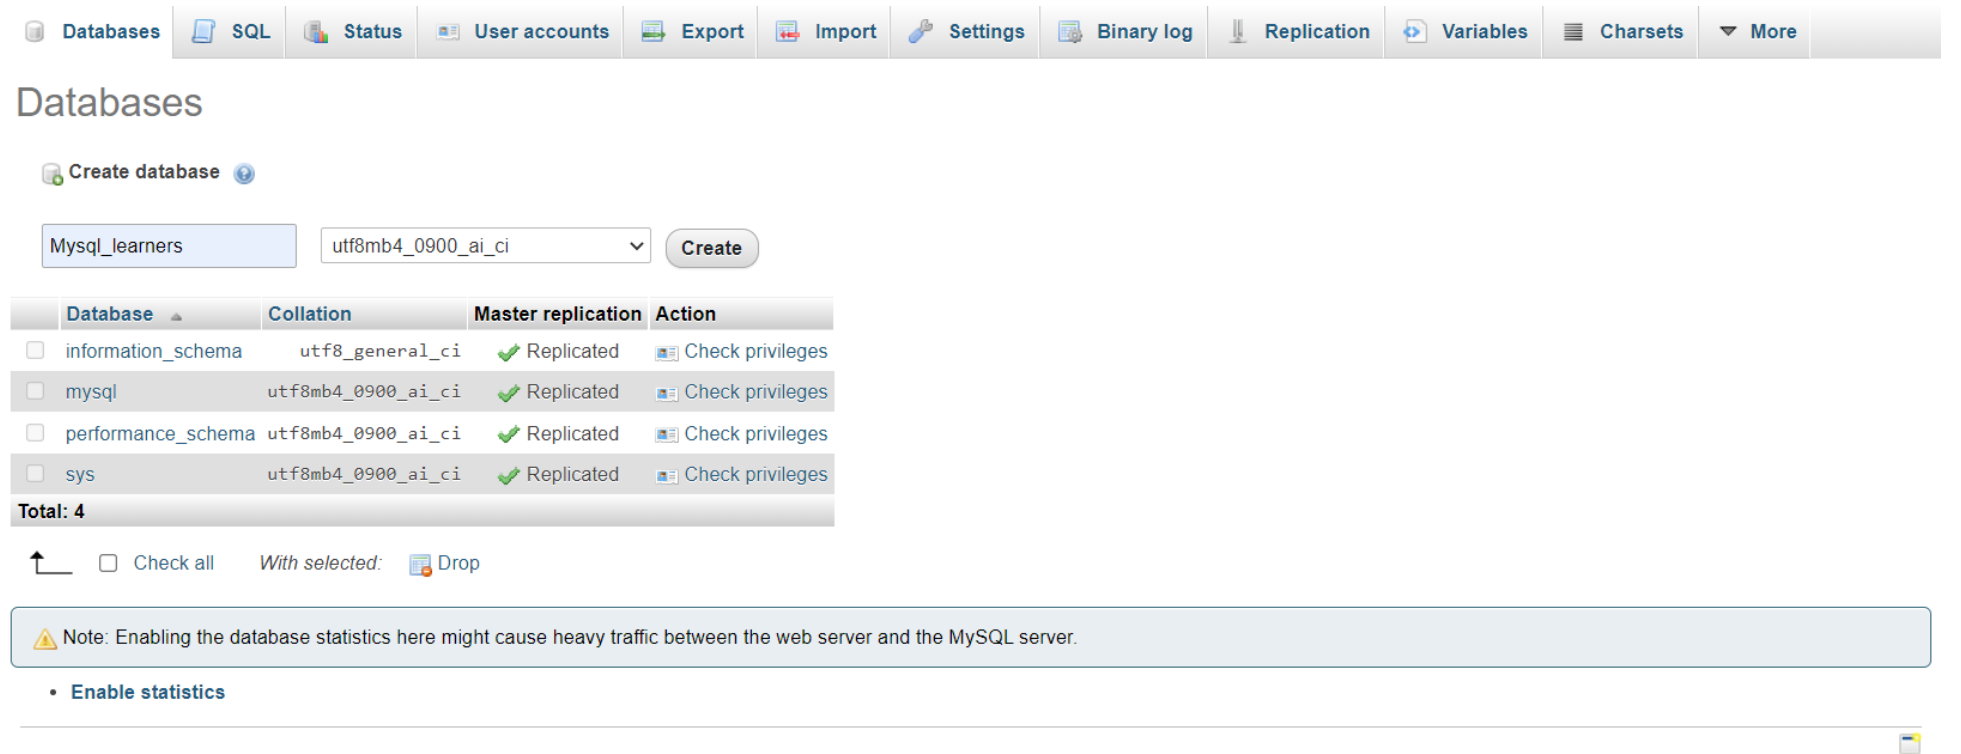 Databases SQL Status User accounts Export Import Settings Binary log Replication Variables Charsets More
Databases
Create database
Mysql_learners utf8mb4_0900_ai_ci Create
Database Collation Master replication Action
information_schema utf8_general_ci Replicated Check privileges
mysql utf8mb4_0900_ai_ci Replicated Check privileges
performance_schema utf8mb4_0900_ai_ci Replicated Check privileges
sys utf8mb4_0900_ai_ci Replicated Check privileges
Total: 4
Check all With selected: Drop
Note: Enabling the database statistics here might cause heavy traffic between the web server and the MySQL server.
• Enable statistics